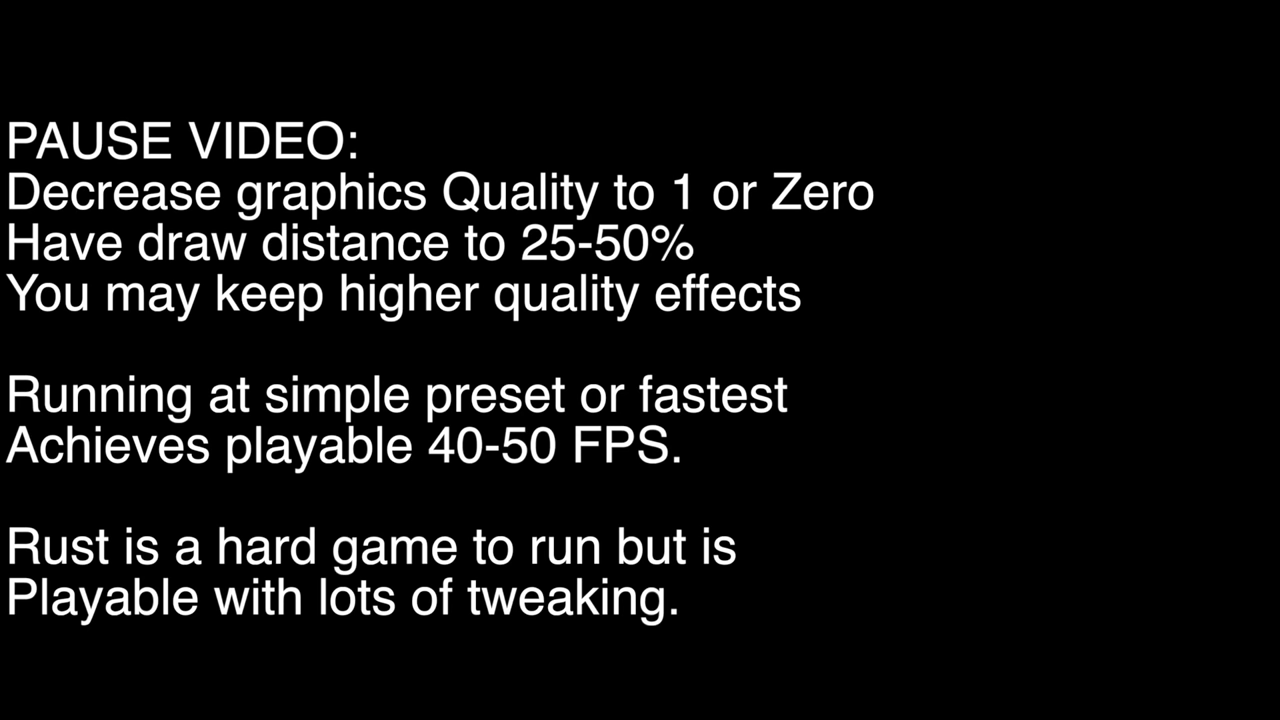 PAUSE VIDEO:
Decrease graphics Quality to 1 or Zero
Have draw distance to 25-50%
You may keep higher quality effects
Running at simple preset or fastest
Achieves playable 40-50 FPS.
Rust is a hard game to run but is
Playable with lots of tweaking.